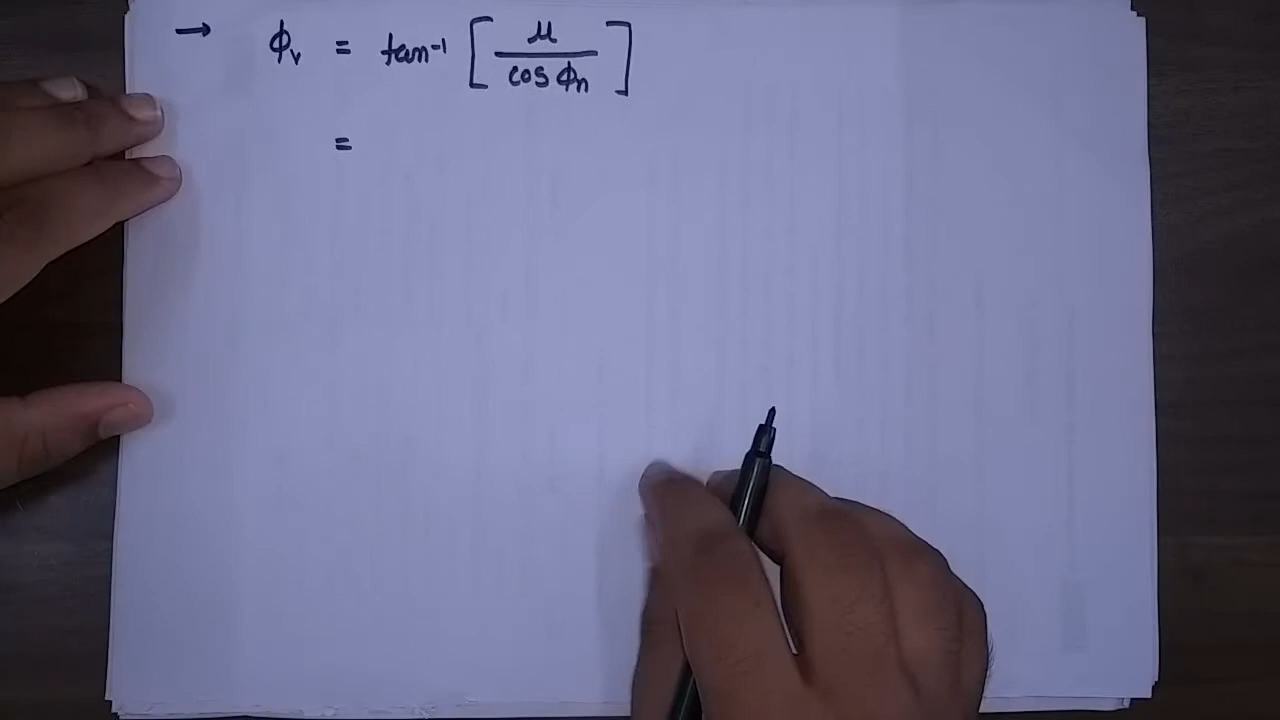 → ϕv = tan⁻¹ [ μ / cos ϕn ]
=